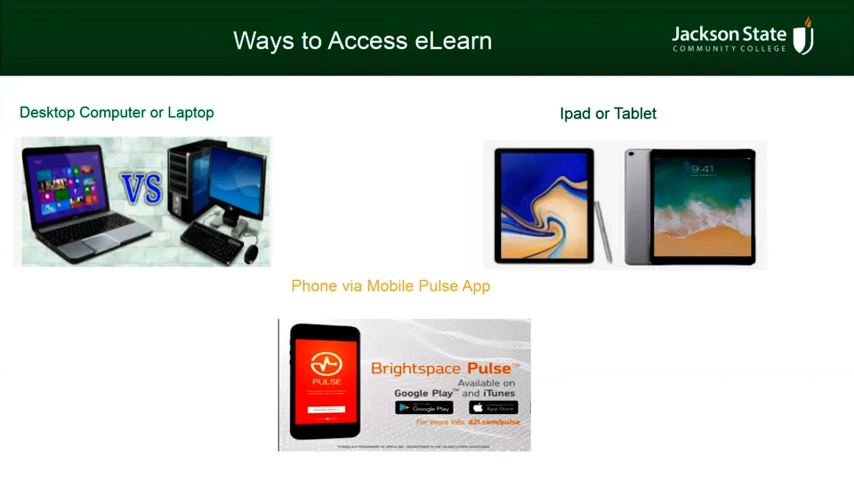 Ways to Access eLearn
Jackson State
COMMUNITY COLLEGE
Desktop Computer or Laptop
Ipad or Tablet
VS
9:41
Phone via Mobile Pulse App
PULSE
Brightspace Pulse™
Available on
Google Play™ and iTunes
Google Play
App Store
For more info: d2l.com/pulse